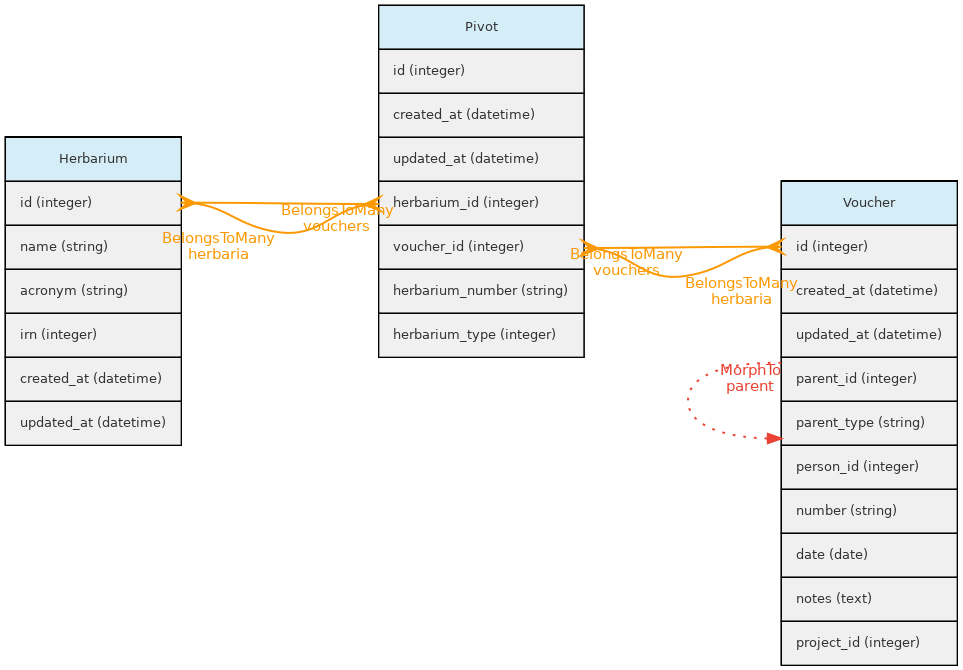 Pivot
id (integer)
created_at (datetime)
updated_at (datetime)
herbarium_id (integer)
voucher_id (integer)
herbarium_number (string)
herbarium_type (integer)
Herbarium
id (integer)
name (string)
acronym (string)
irn (integer)
created_at (datetime)
updated_at (datetime)
BelongsToMany
vouchers
BelongsToMany
herbaria
BelongsToMany
vouchers
BelongsToMany
herbaria
Voucher
id (integer)
created_at (datetime)
updated_at (datetime)
parent_id (integer)
parent_type (string)
person_id (integer)
number (string)
date (date)
notes (text)
project_id (integer)
MorphTo
parent